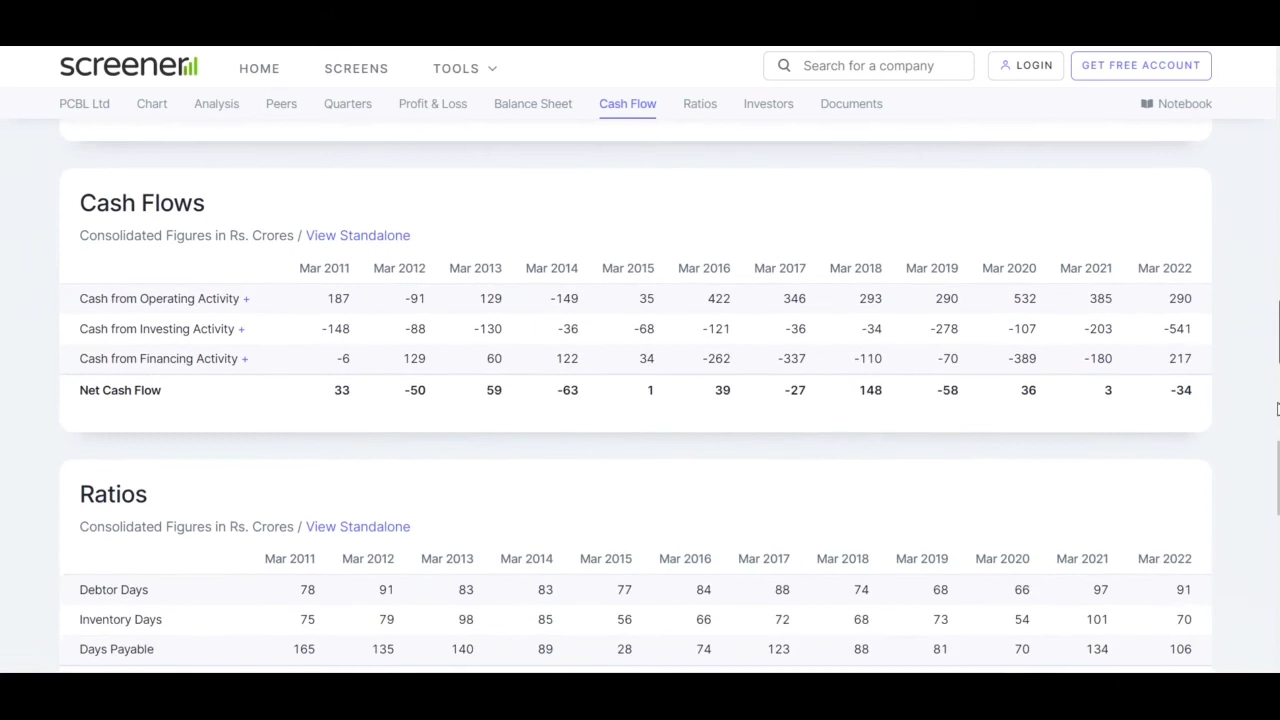 screener HOME SCREENS TOOLS Search for a company LOGIN GET FREE ACCOUNT
PCBL Ltd Chart Analysis Peers Quarters Profit & Loss Balance Sheet Cash Flow Ratios Investors Documents Notebook
Cash Flows
Consolidated Figures in Rs. Crores / View Standalone
Mar 2011 Mar 2012 Mar 2013 Mar 2014 Mar 2015 Mar 2016 Mar 2017 Mar 2018 Mar 2019 Mar 2020 Mar 2021 Mar 2022
Cash from Operating Activity + 187 -91 129 -149 35 422 346 293 290 532 385 290
Cash from Investing Activity + -148 -88 -130 -36 -68 -121 -36 -34 -278 -107 -203 -541
Cash from Financing Activity + -6 129 60 122 34 -262 -337 -110 -70 -389 -180 217
Net Cash Flow 33 -50 59 -63 1 39 -27 148 -58 36 3 -34
Ratios
Consolidated Figures in Rs. Crores / View Standalone
Mar 2011 Mar 2012 Mar 2013 Mar 2014 Mar 2015 Mar 2016 Mar 2017 Mar 2018 Mar 2019 Mar 2020 Mar 2021 Mar 2022
Debtor Days 78 91 83 83 77 84 88 74 68 66 97 91
Inventory Days 75 79 98 85 56 66 72 68 73 54 101 70
Days Payable 165 135 140 89 28 74 123 88 81 70 134 106